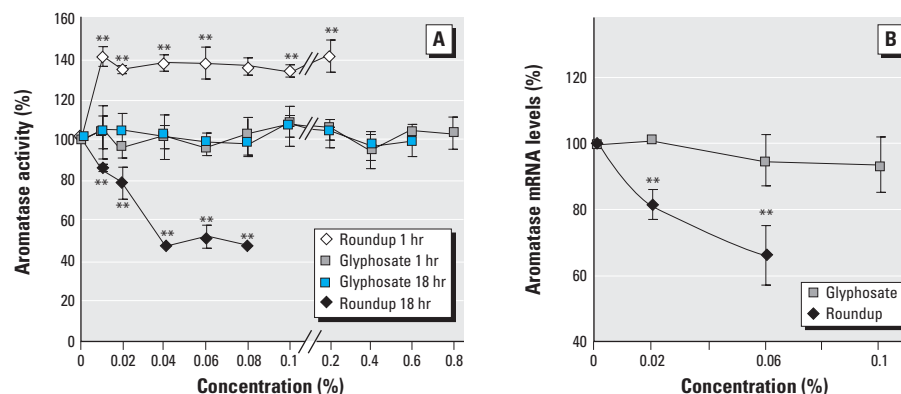 A
Aromatase activity (%)
160
140
120
100
80
60
40
20
0
** ** ** ** ** **
** ** ** ** **
Roundup 1 hr
Glyphosate 1 hr
Glyphosate 18 hr
Roundup 18 hr
0 0.02 0.04 0.06 0.08 0.1 0.2 0.4 0.6 0.8
Concentration (%)
B
Aromatase mRNA levels (%)
120
100
80
60
40
**
**
Glyphosate
Roundup
0 0.02 0.06 0.1
Concentration (%)